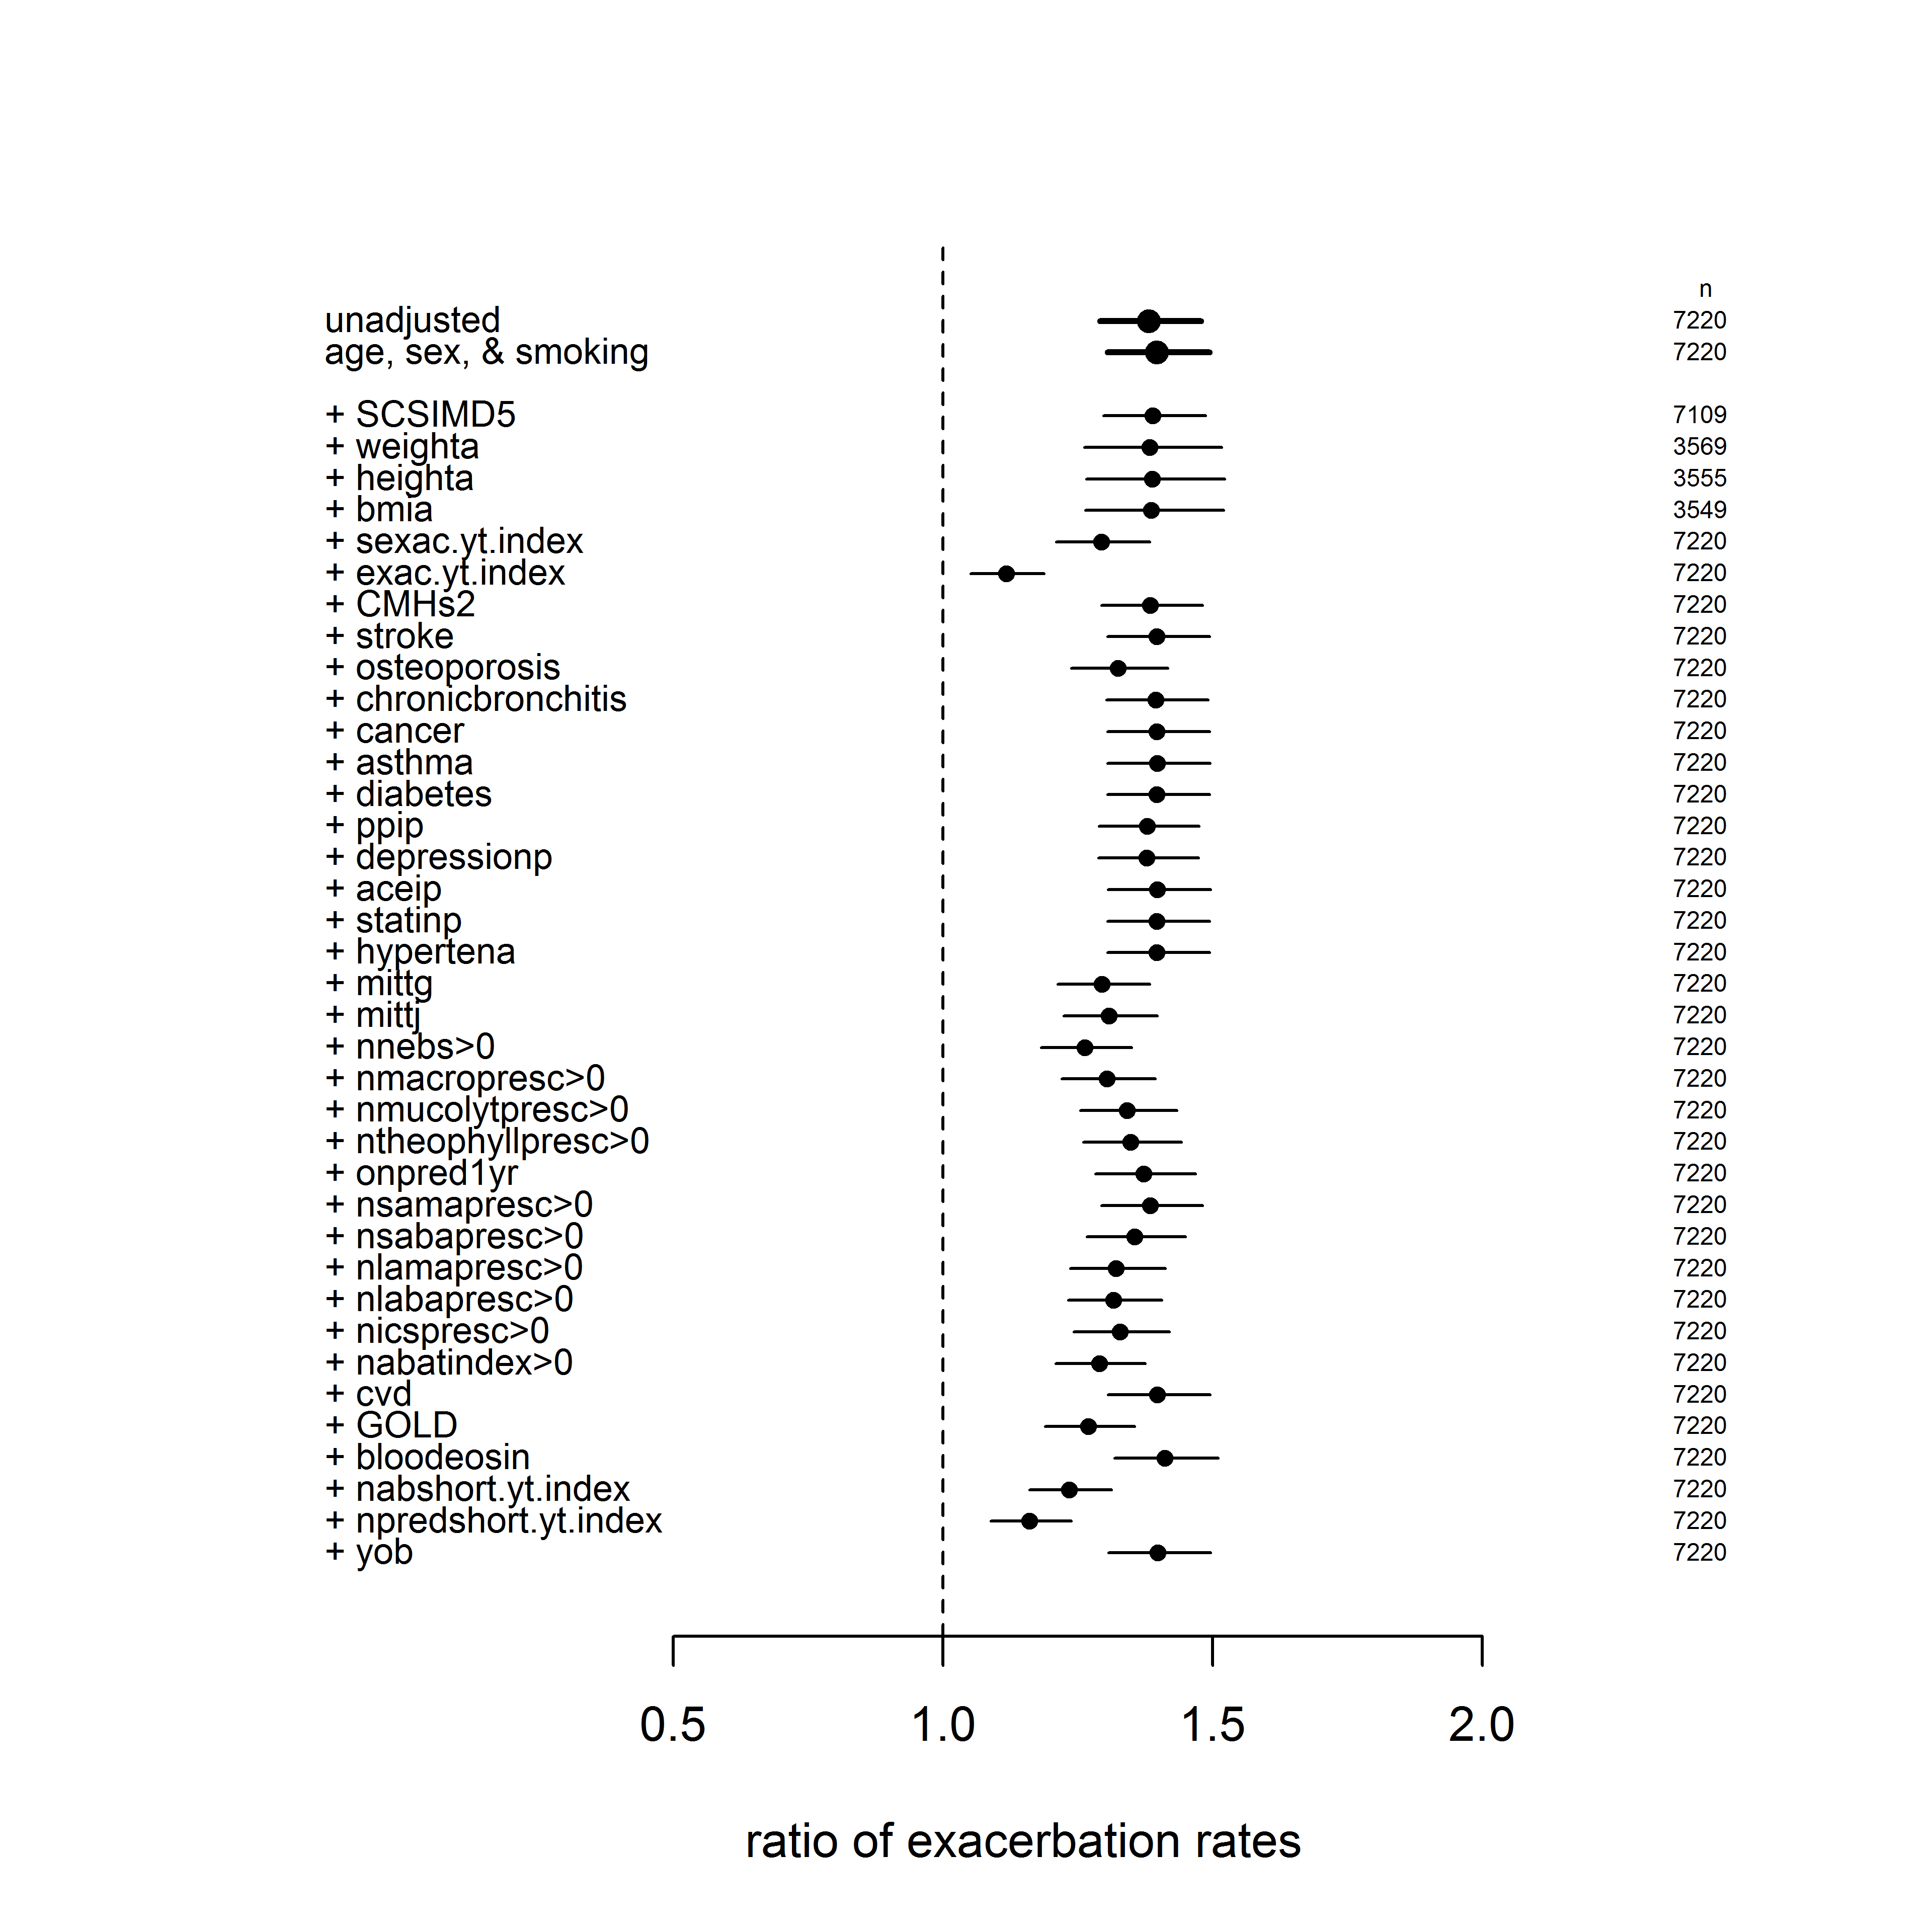 n
unadjusted 7220
age, sex, & smoking 7220
+ SCSIMD5 7109
+ weighta 3569
+ heighta 3555
+ bmia 3549
+ sexac.yt.index 7220
+ exac.yt.index 7220
+ CMHs2 7220
+ stroke 7220
+ osteoporosis 7220
+ chronicbronchitis 7220
+ cancer 7220
+ asthma 7220
+ diabetes 7220
+ ppip 7220
+ depressionp 7220
+ aceip 7220
+ statinp 7220
+ hypertena 7220
+ mittg 7220
+ mittj 7220
+ nnebs>0 7220
+ nmacropresc>0 7220
+ nmucolytpresc>0 7220
+ ntheophyllpresc>0 7220
+ onpred1yr 7220
+ nsamapresc>0 7220
+ nsabapresc>0 7220
+ nlamapresc>0 7220
+ nlabapresc>0 7220
+ nicspresc>0 7220
+ nabatindex>0 7220
+ cvd 7220
+ GOLD 7220
+ bloodeosin 7220
+ nabshort.yt.index 7220
+ npredshort.yt.index 7220
+ yob 7220
0.5 1.0 1.5 2.0
ratio of exacerbation rates